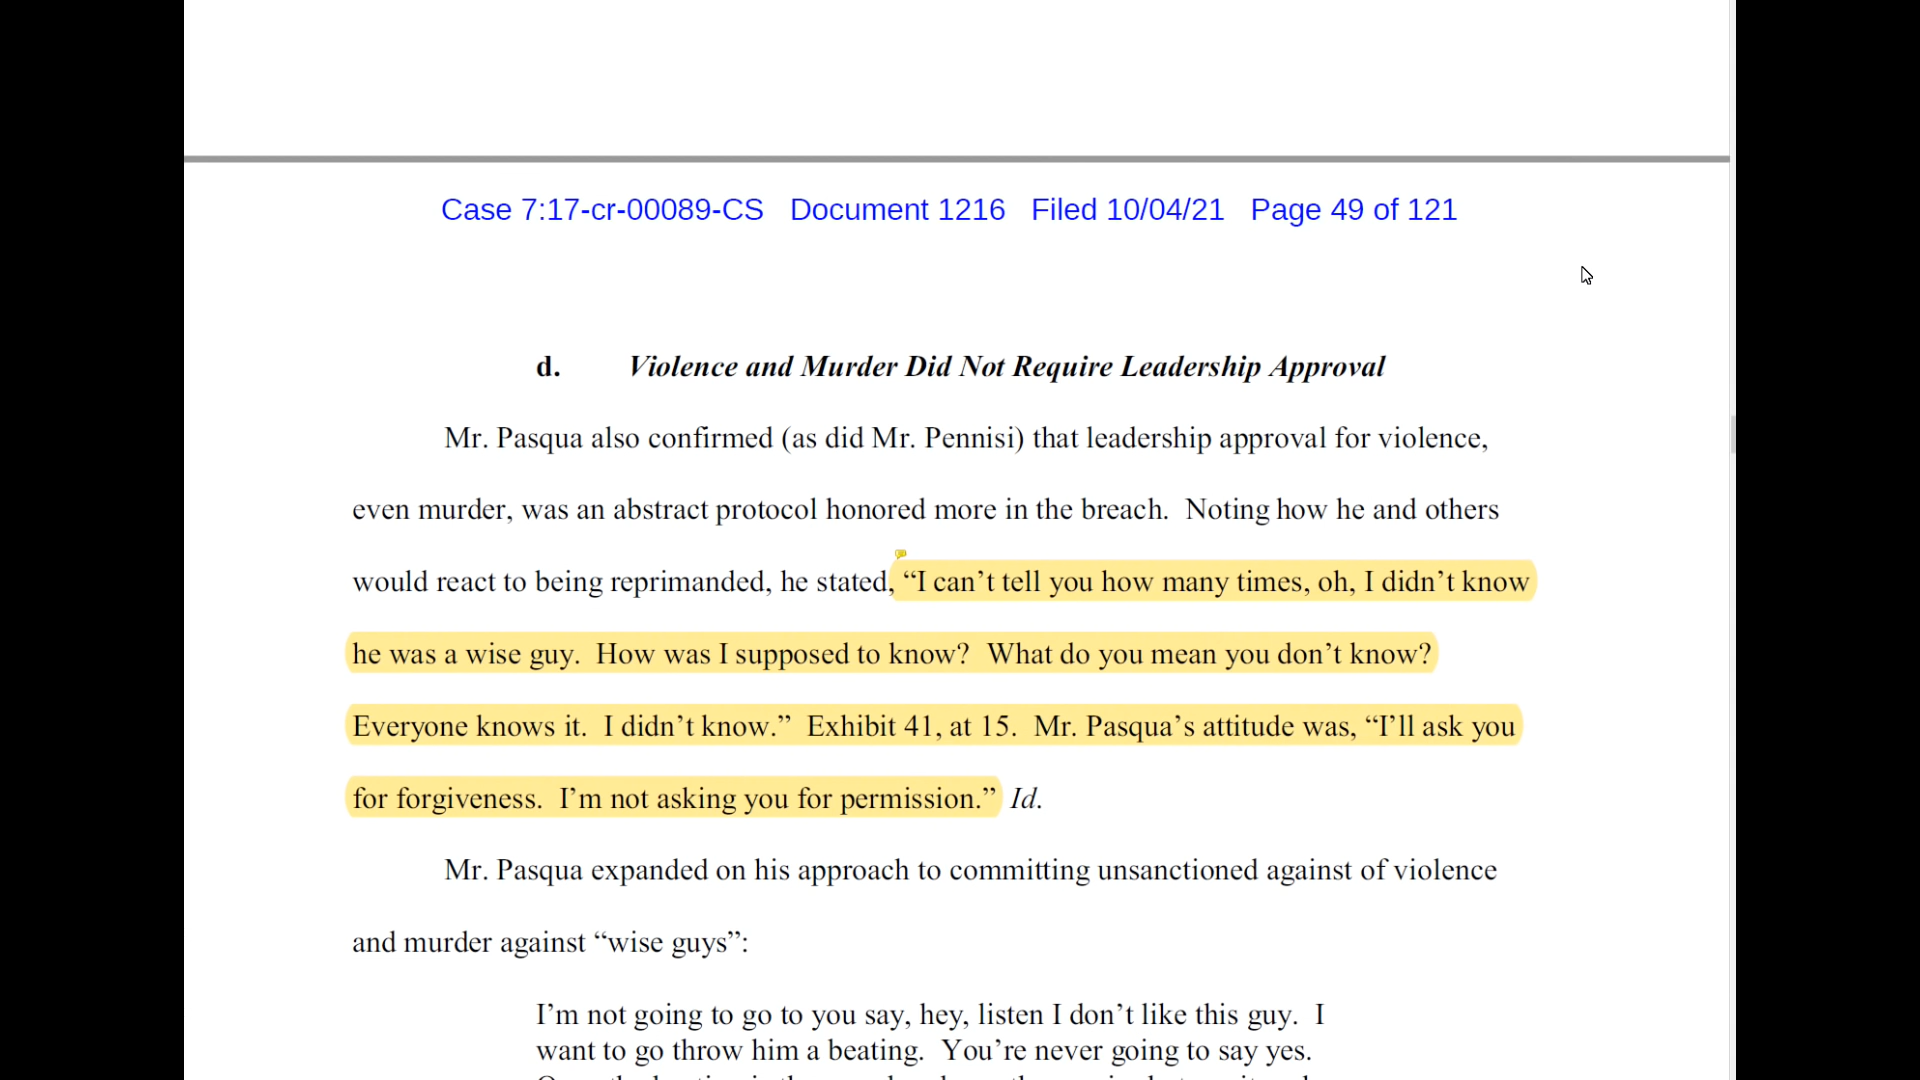 Case 7:17-cr-00089-CS Document 1216 Filed 10/04/21 Page 49 of 121
d. Violence and Murder Did Not Require Leadership Approval
Mr. Pasqua also confirmed (as did Mr. Pennisi) that leadership approval for violence,
even murder, was an abstract protocol honored more in the breach. Noting how he and others
would react to being reprimanded, he stated, “I can’t tell you how many times, oh, I didn’t know
he was a wise guy. How was I supposed to know? What do you mean you don’t know?
Everyone knows it. I didn’t know.” Exhibit 41, at 15. Mr. Pasqua’s attitude was, “I’ll ask you
for forgiveness. I’m not asking you for permission.” Id.
Mr. Pasqua expanded on his approach to committing unsanctioned against of violence
and murder against “wise guys”:
I’m not going to go to you say, hey, listen I don’t like this guy. I
want to go throw him a beating. You’re never going to say yes.